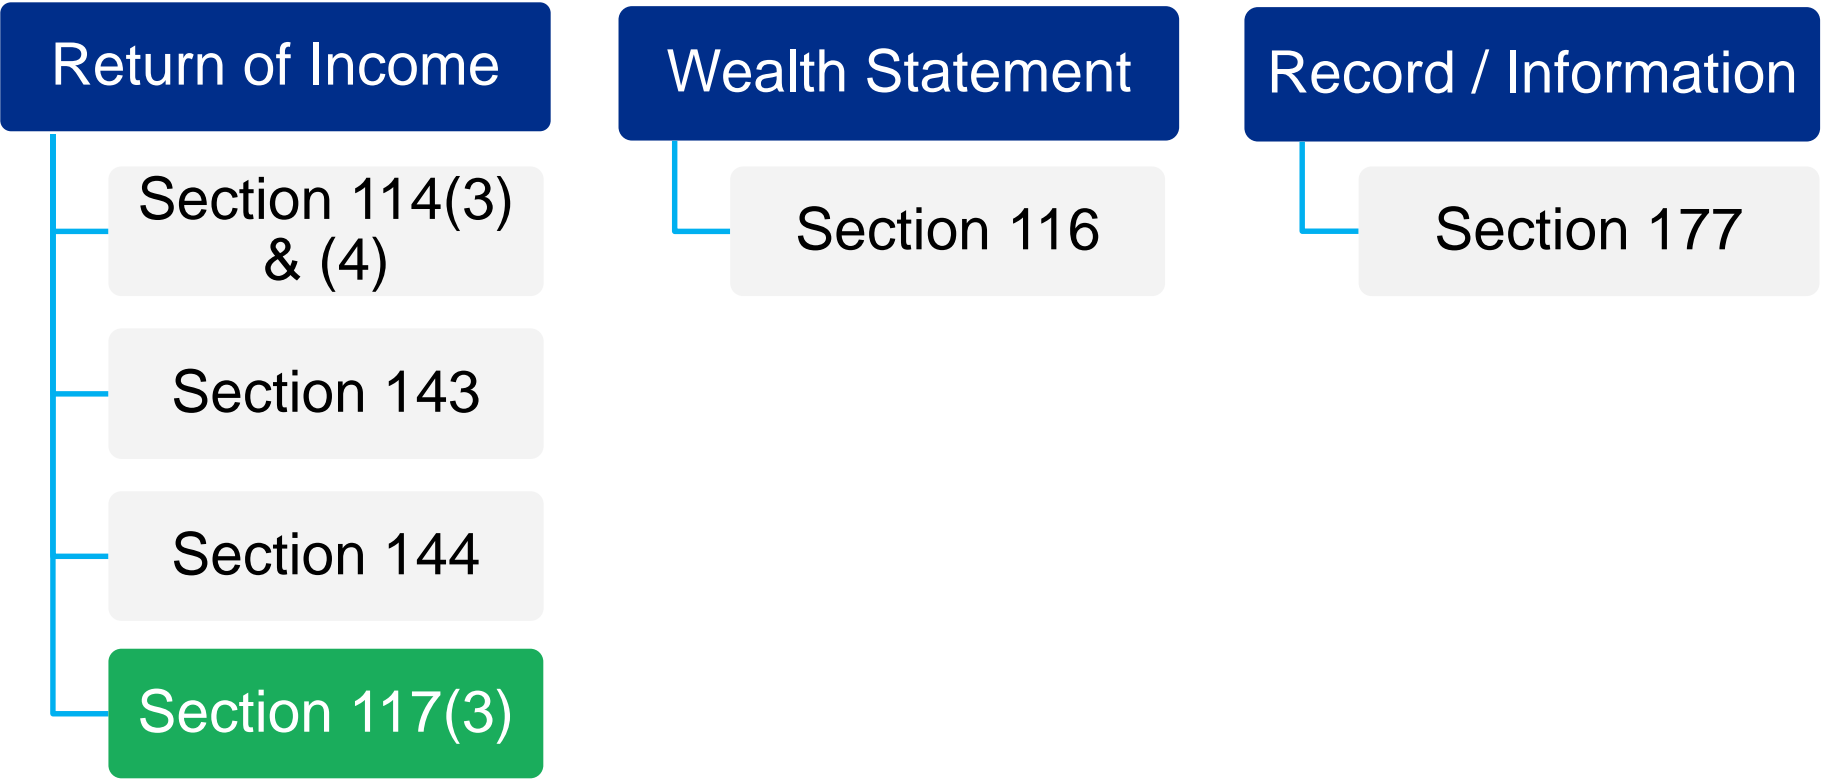 Return of Income
Section 114(3)
& (4)
Section 143
Section 144
Section 117(3)
Wealth Statement
Section 116
Record / Information
Section 177